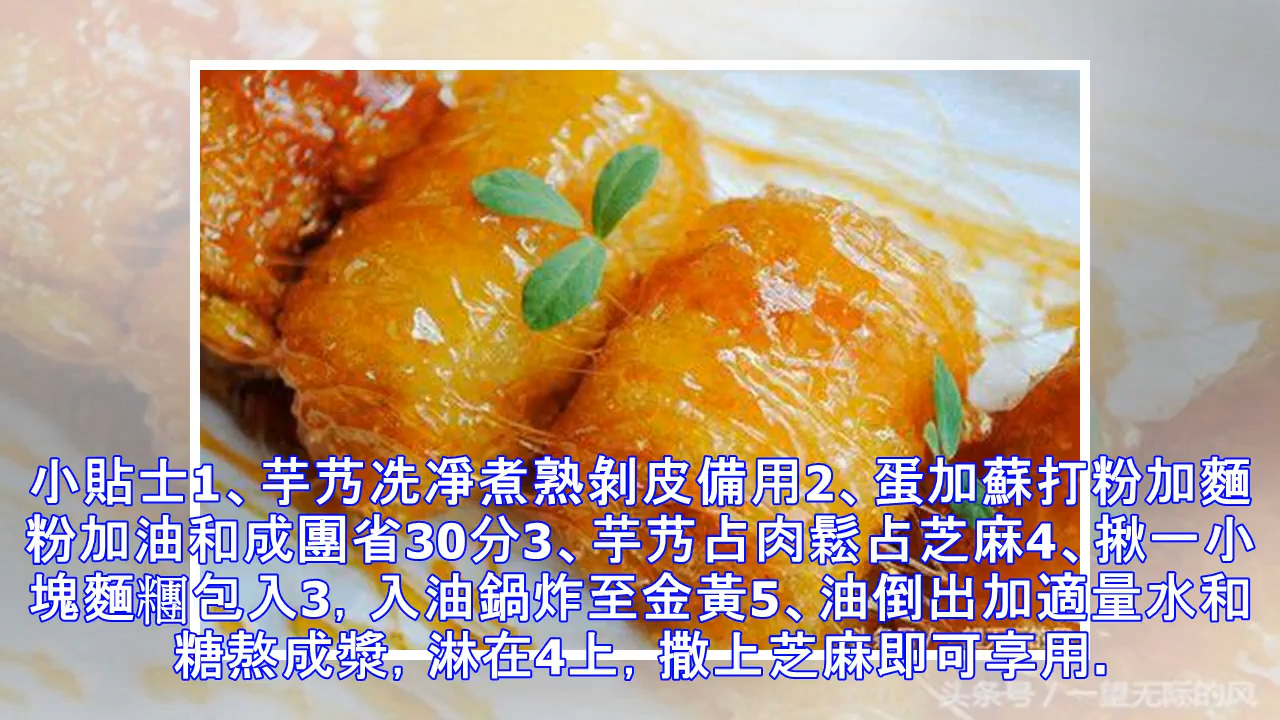 小貼士1、芋艿冼凈煮熟剝皮備用2、蛋加蘇打粉加麵
粉加油和成團省30分3、芋艿占肉鬆占芝麻4、揪一小
塊麵糰包入3, 入油鍋炸至金黃5、油倒出加適量水和
糖熬成漿, 淋在4上, 撒上芝麻即可享用.
头条号 / 一望无际的风